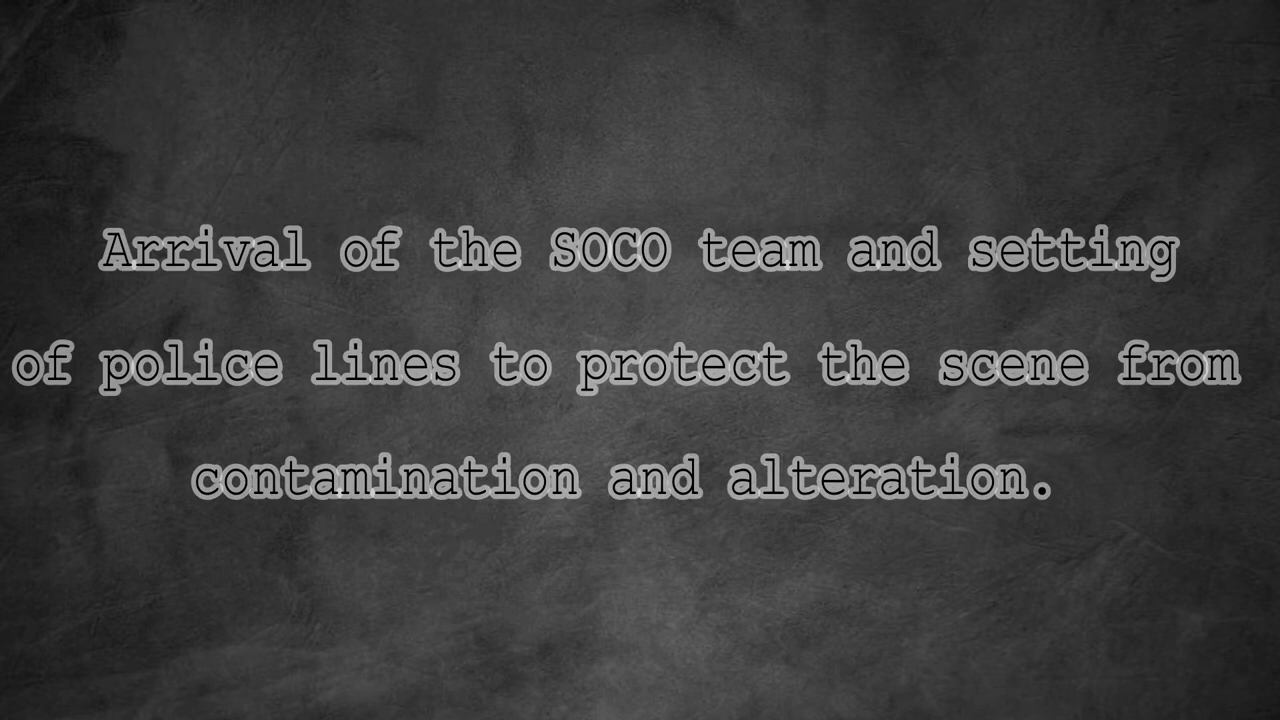 Arrival of the SOCO team and setting
of police lines to protect the scene from
contamination and alteration.